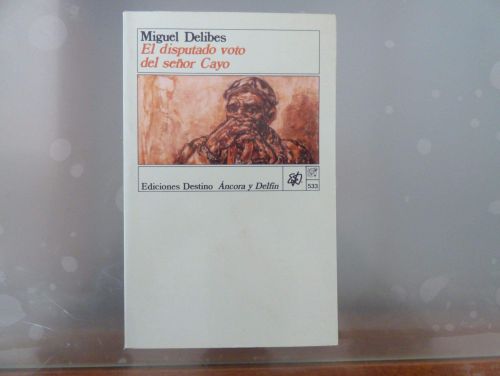 Miguel Delibes
El disputado voto
del señor Cayo
Ediciones Destino Áncora y Delfín
533